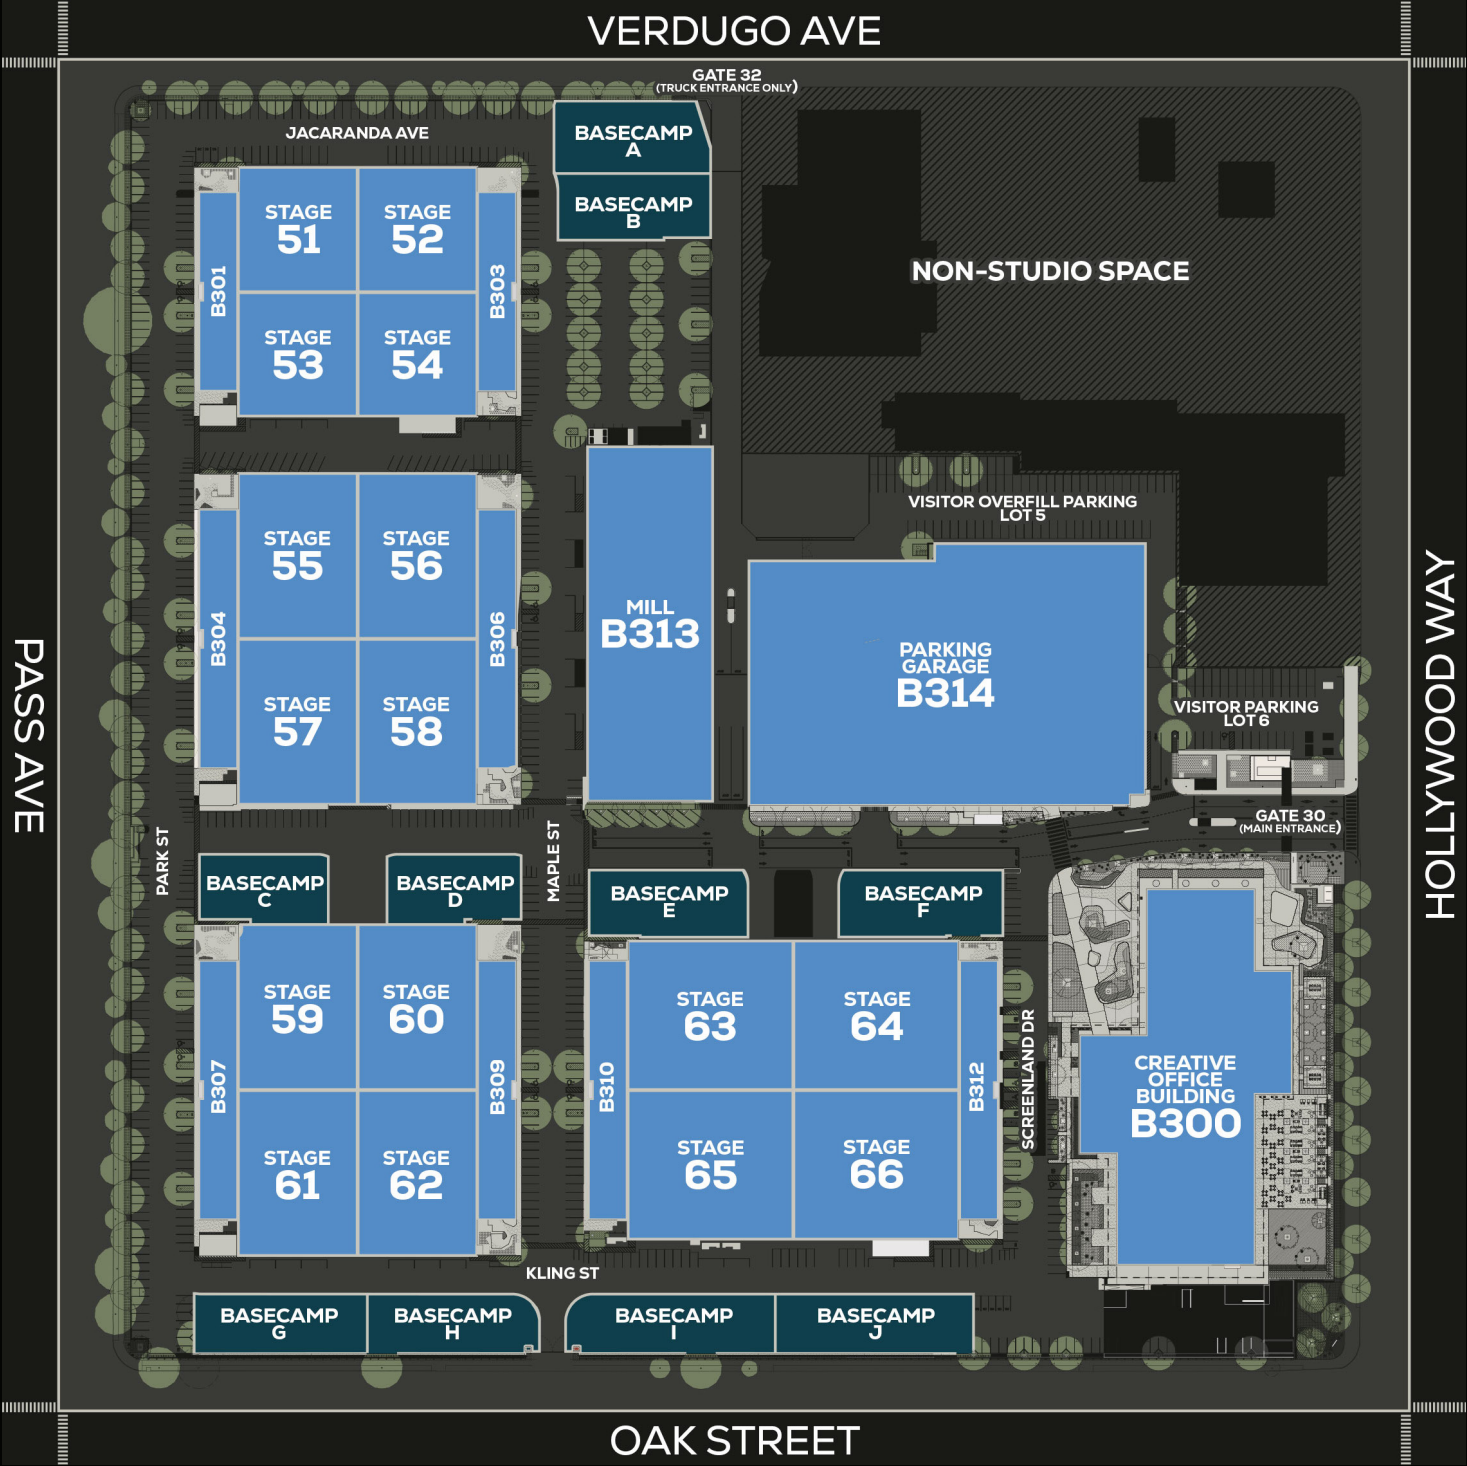 VERDUGO AVE
GATE 32
(TRUCK ENTRANCE ONLY)
JACARANDA AVE
BASECAMP
A
BASECAMP
B
STAGE
51
STAGE
52
B301
B303
STAGE
53
STAGE
54
NON-STUDIO SPACE
VISITOR OVERFILL PARKING
LOT 5
STAGE
55
STAGE
56
B304
B306
STAGE
57
STAGE
58
MILL
B313
PARKING
GARAGE
B314
VISITOR PARKING
LOT 6
GATE 30
(MAIN ENTRANCE)
PASS AVE
HOLLYWOOD WAY
PARK ST
MAPLE ST
BASECAMP
C
BASECAMP
D
BASECAMP
E
BASECAMP
F
STAGE
59
STAGE
60
B307
B309
STAGE
61
STAGE
62
STAGE
63
STAGE
64
B310
B312
STAGE
65
STAGE
66
SCREENLAND DR
CREATIVE
OFFICE
BUILDING
B300
KLING ST
BASECAMP
G
BASECAMP
H
BASECAMP
I
BASECAMP
J
OAK STREET